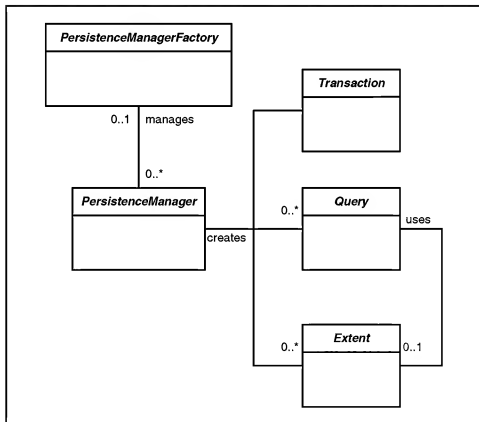 PersistenceManagerFactory
Transaction
0..1 manages
0..*
PersistenceManager
Query
0..*
uses
creates
Extent
0..*
0..1